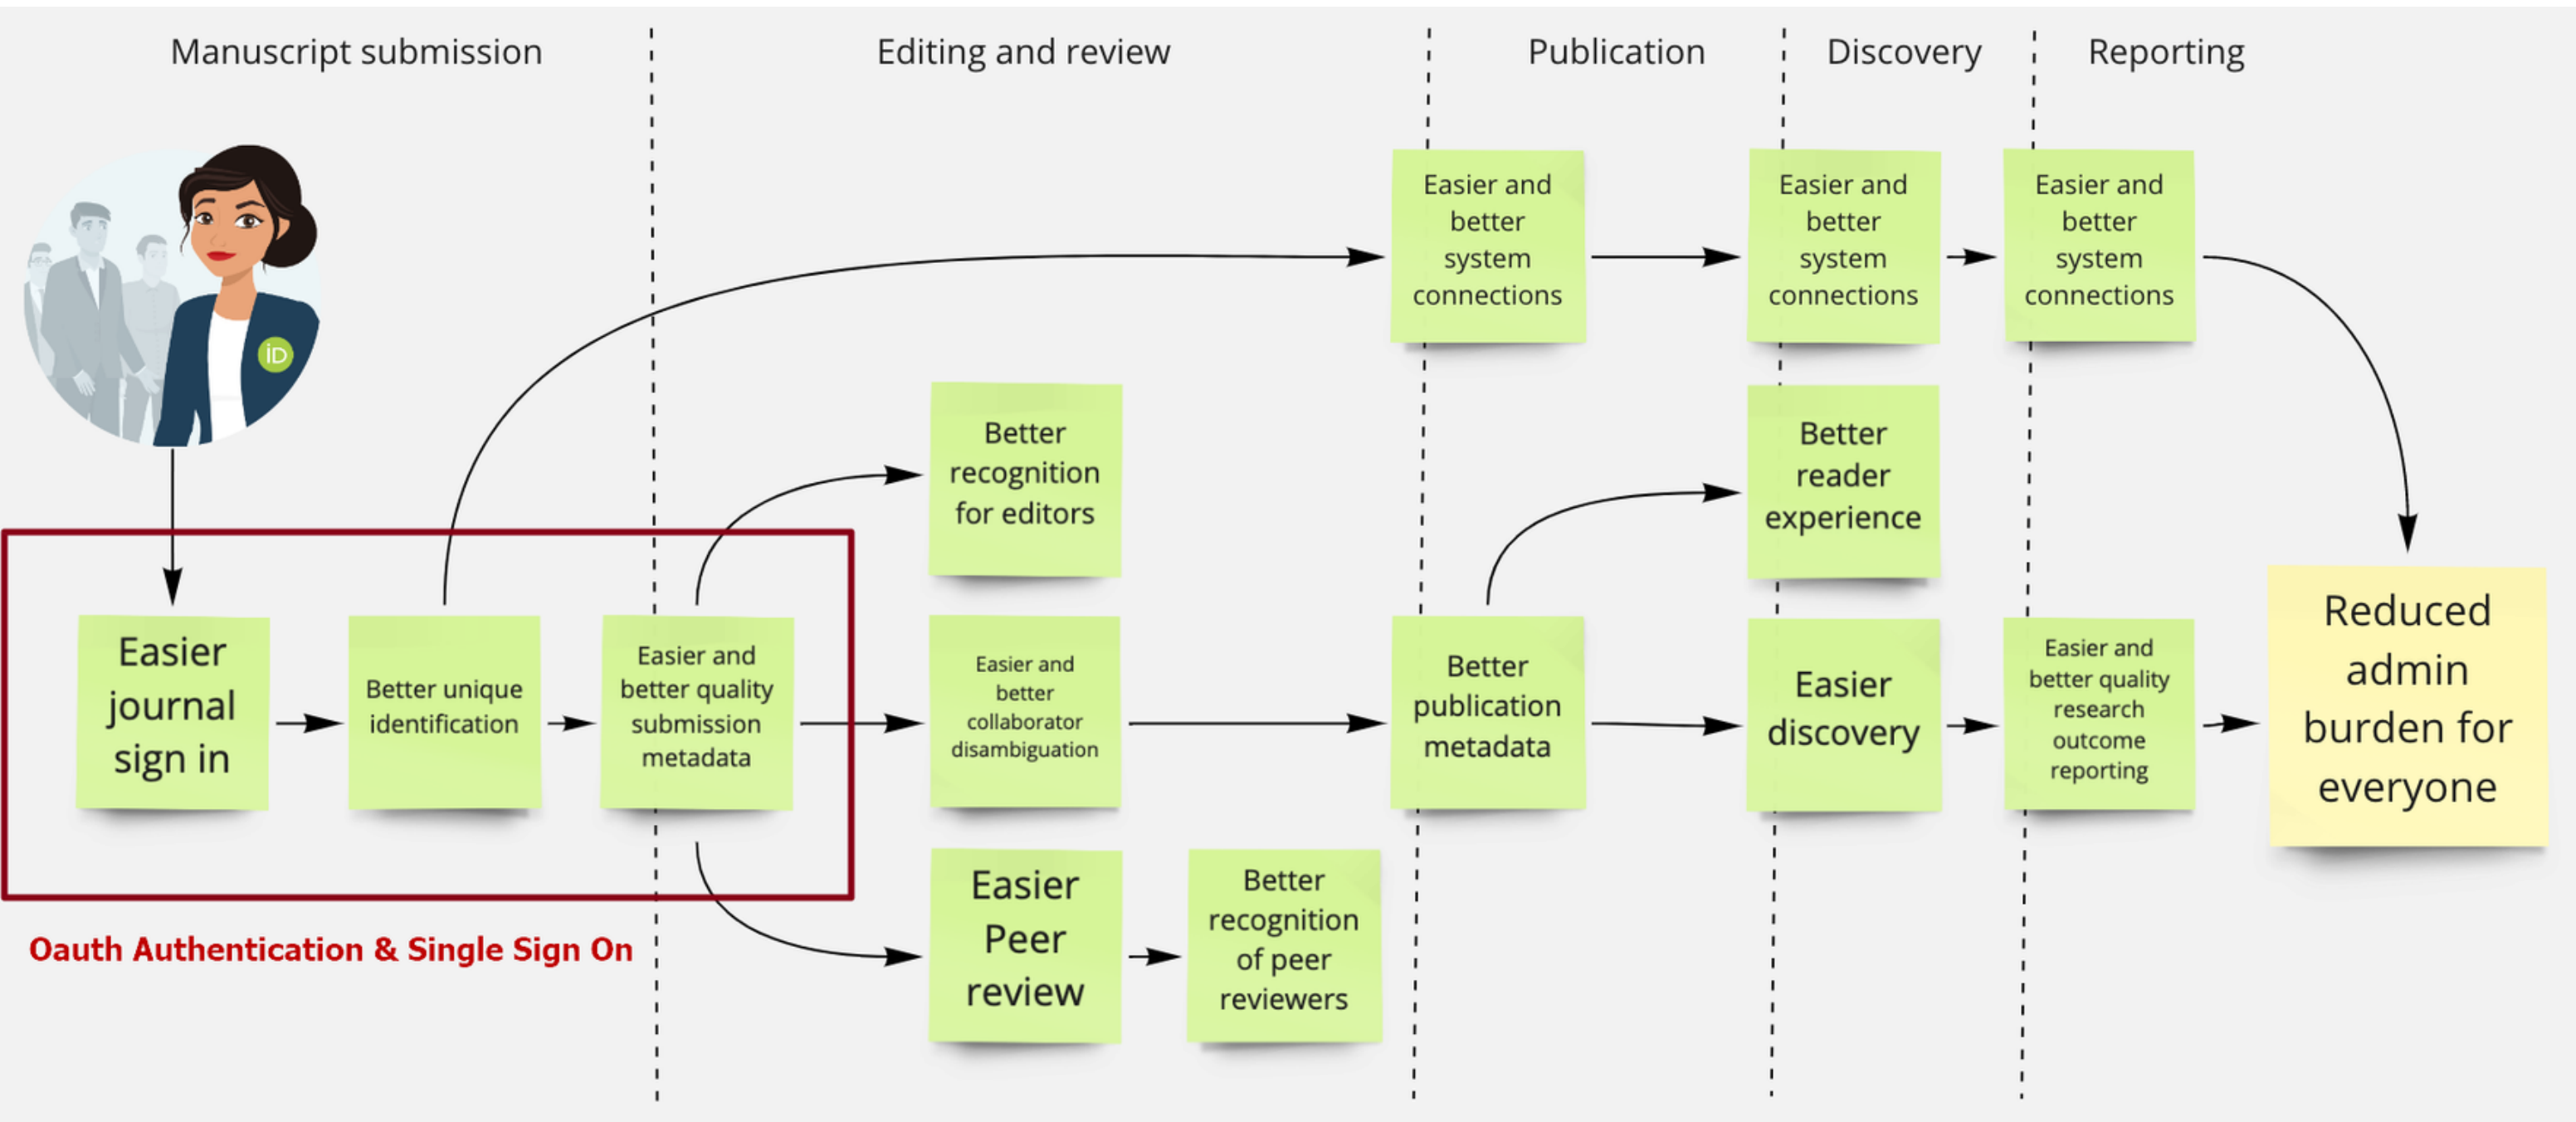 Manuscript submission
Editing and review
Publication
Discovery
Reporting
iD
Easier and
better
system
connections
Easier and
better
system
connections
Easier and
better
system
connections
Better
recognition
for editors
Better
reader
experience
Easier
journal
sign in
Better unique
identification
Easier and
better quality
submission
metadata
Easier and
better
collaborator
disambiguation
Better
publication
metadata
Easier
discovery
Easier and
better quality
research
outcome
reporting
Reduced
admin
burden for
everyone
Easier
Peer
review
Better
recognition
of peer
reviewers
Oauth Authentication & Single Sign On